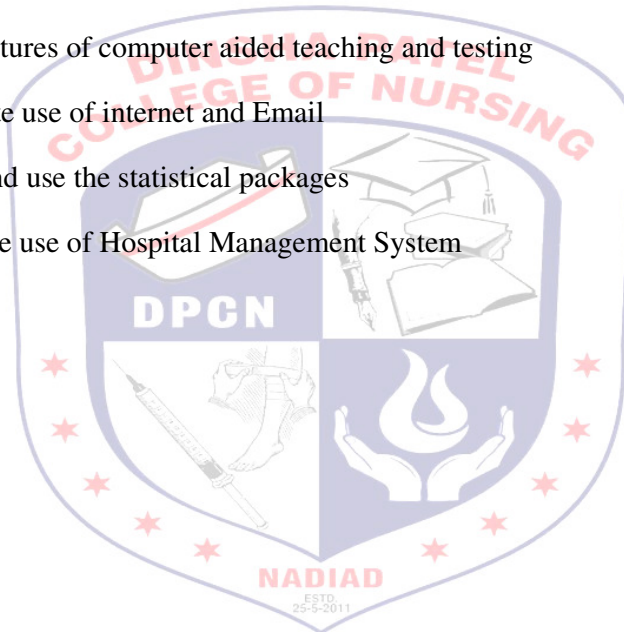 tures of computer aided teaching and testing
e use of internet and Email
nd use the statistical packages
e use of Hospital Management System
DINSHA PATEL
COLLEGE OF NURSING
DPCN
NADIAD
ESTD.
25-5-2011